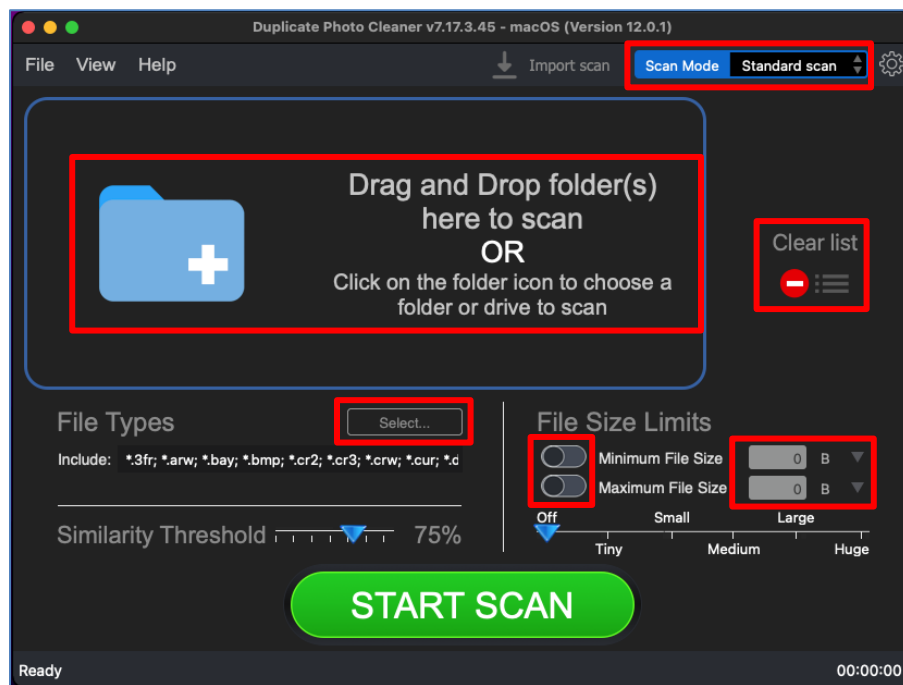 Duplicate Photo Cleaner v7.17.3.45 - macOS (Version 12.0.1)
File View Help Import scan Scan Mode Standard scan
Drag and Drop folder(s)
here to scan
OR
Click on the folder icon to choose a
folder or drive to scan
Clear list
File Types Select...
Include: *.3fr; *.arw; *.bay; *.bmp; *.cr2; *.cr3; *.crw; *.cur; *.d
Similarity Threshold 75%
File Size Limits
Minimum File Size 0 B
Maximum File Size 0 B
Off Small Large
Tiny Medium Huge
START SCAN
Ready 00:00:00